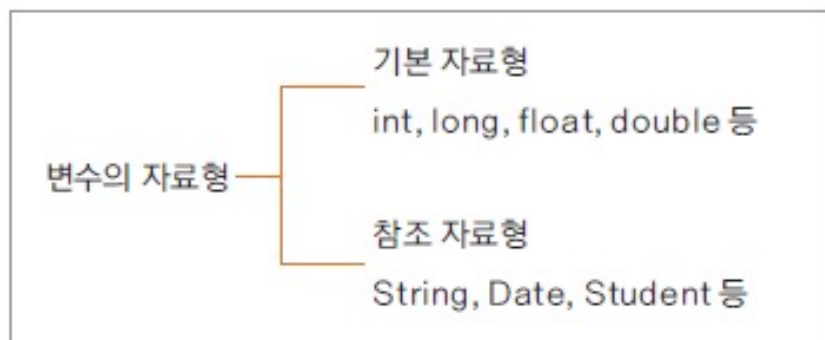 기본 자료형
int, long, float, double 등
변수의 자료형
참조 자료형
String, Date, Student 등